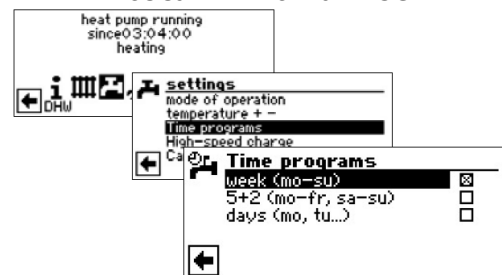 heat pump running
since03:04:00
heating
DHW
settings
mode of operation
temperature + -
Time programs
High-speed charge
Ca
Time programs
week (mo-su)
5+2 (mo-fr, sa-su)
days (mo, tu...)